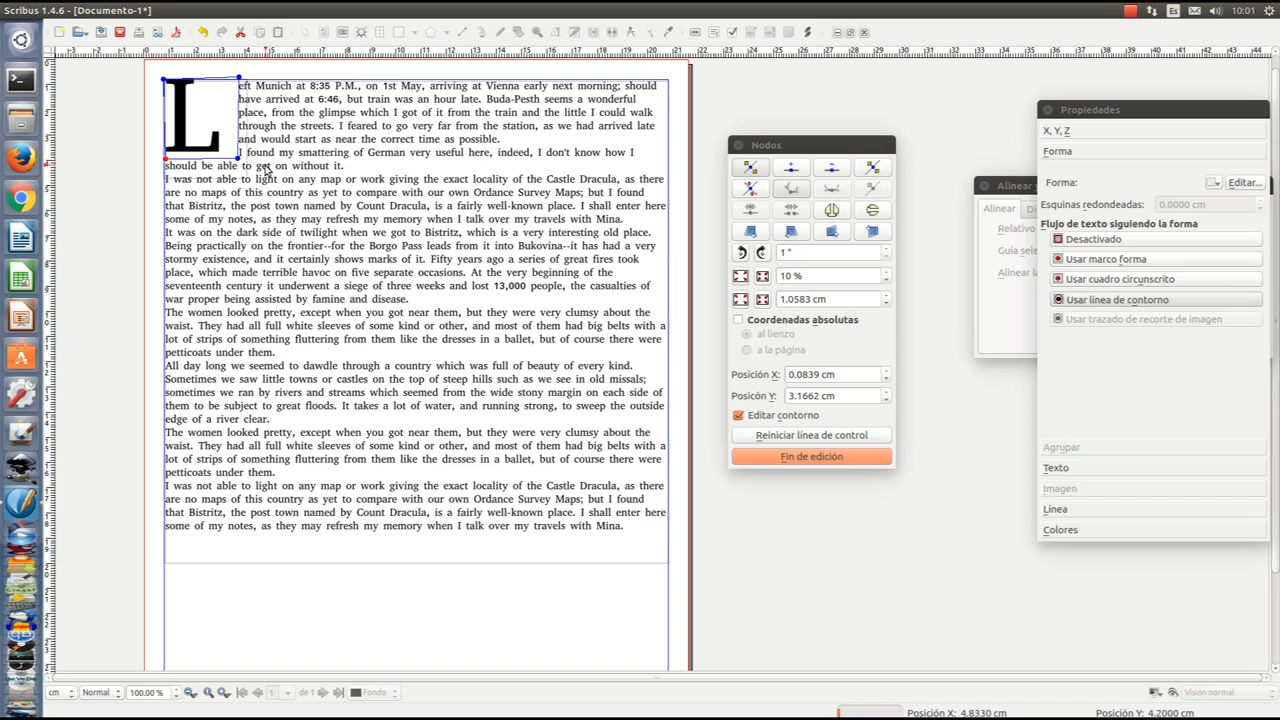 Scribus 1.4.6 - [Documento-1*]
Es
10:01
L
eft Munich at 8:35 P.M., on 1st May, arriving at Vienna early next morning; should
have arrived at 6:46, but train was an hour late. Buda-Pesth seems a wonderful
place, from the glimpse which I got of it from the train and the little I could walk
through the streets. I feared to go very far from the station, as we had arrived late
and would start as near the correct time as possible.
I found my smattering of German very useful here, indeed, I don't know how I
should be able to get on without it.
I was not able to light on any map or work giving the exact locality of the Castle Dracula, as there
are no maps of this country as yet to compare with our own Ordance Survey Maps; but I found
that Bistritz, the post town named by Count Dracula, is a fairly well-known place. I shall enter here
some of my notes, as they may refresh my memory when I talk over my travels with Mina.
It was on the dark side of twilight when we got to Bistritz, which is a very interesting old place.
Being practically on the frontier--for the Borgo Pass leads from it into Bukovina--it has had a very
stormy existence, and it certainly shows marks of it. Fifty years ago a series of great fires took
place, which made terrible havoc on five separate occasions. At the very beginning of the
seventeenth century it underwent a siege of three weeks and lost 13,000 people, the casualties of
war proper being assisted by famine and disease.
The women looked pretty, except when you got near them, but they were very clumsy about the
waist. They had all full white sleeves of some kind or other, and most of them had big belts with a
lot of strips of something fluttering from them like the dresses in a ballet, but of course there were
petticoats under them.
All day long we seemed to dawdle through a country which was full of beauty of every kind.
Sometimes we saw little towns or castles on the top of steep hills such as we see in old missals;
sometimes we ran by rivers and streams which seemed from the wide stony margin on each side of
them to be subject to great floods. It takes a lot of water, and running strong, to sweep the outside
edge of a river clear.
The women looked pretty, except when you got near them, but they were very clumsy about the
waist. They had all full white sleeves of some kind or other, and most of them had big belts with a
lot of strips of something fluttering from them like the dresses in a ballet, but of course there were
petticoats under them.
I was not able to light on any map or work giving the exact locality of the Castle Dracula, as there
are no maps of this country as yet to compare with our own Ordance Survey Maps; but I found
that Bistritz, the post town named by Count Dracula, is a fairly well-known place. I shall enter here
some of my notes, as they may refresh my memory when I talk over my travels with Mina.
Nodos
1 °
10 %
1.0583 cm
Coordenadas absolutas
al lienzo
a la página
Posición X: 0.0839 cm
Posición Y: 3.1662 cm
Editar contorno
Reiniciar línea de control
Fin de edición
Alinear y
Alinear
Relativo
Guía sele
Alinear la
Propiedades
X, Y, Z
Forma
Forma: Editar...
Esquinas redondeadas: 0.0000 cm
Flujo de texto siguiendo la forma
Desactivado
Usar marco forma
Usar cuadro circunscrito
Usar línea de contorno
Usar trazado de recorte de imagen
Agrupar
Texto
Imagen
Línea
Colores
cm Normal 100.00 % 1 de 1 Fondo Visión normal
Posición X: 4.8330 cm Posición Y: 4.2000 cm